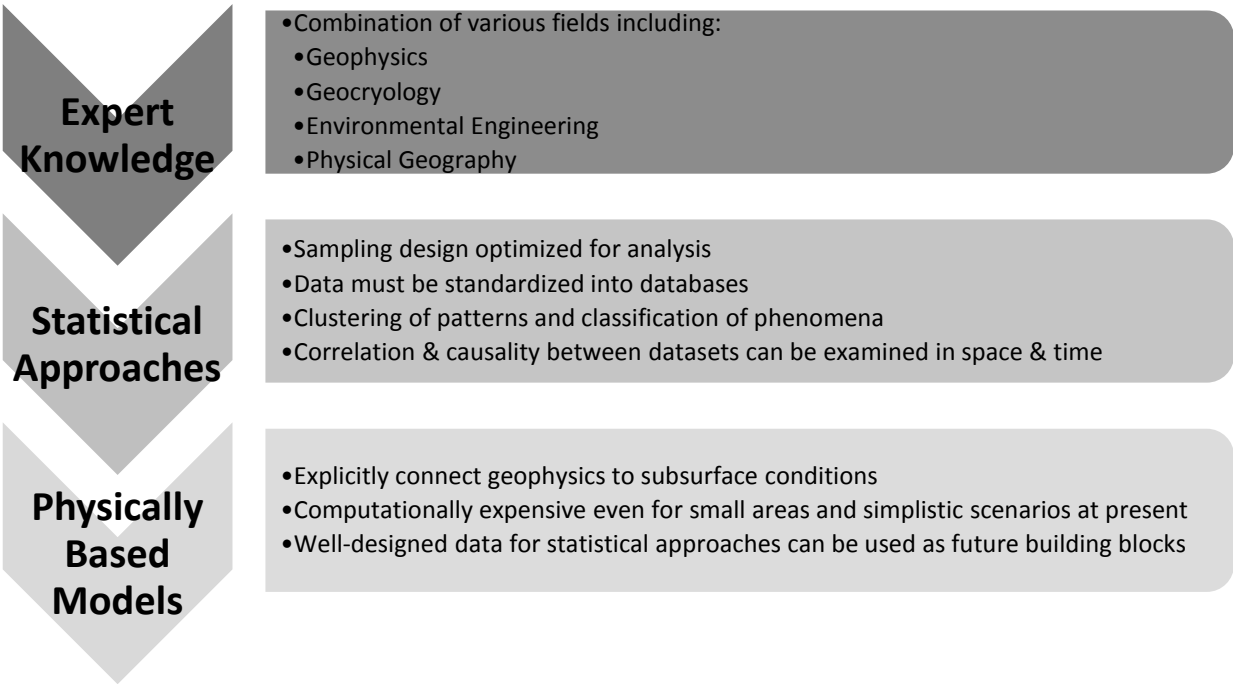 Expert
Knowledge
•Combination of various fields including:
•Geophysics
•Geocryology
•Environmental Engineering
•Physical Geography
Statistical
Approaches
•Sampling design optimized for analysis
•Data must be standardized into databases
•Clustering of patterns and classification of phenomena
•Correlation & causality between datasets can be examined in space & time
Physically
Based
Models
•Explicitly connect geophysics to subsurface conditions
•Computationally expensive even for small areas and simplistic scenarios at present
•Well-designed data for statistical approaches can be used as future building blocks